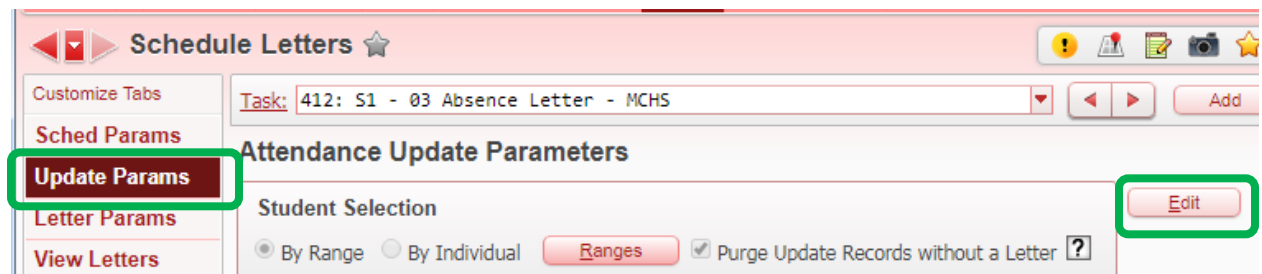 Schedule Letters
Customize Tabs
Task: 412: S1 - 03 Absence Letter - MCHS
Add
Sched Params
Attendance Update Parameters
Update Params
Student Selection
Edit
Letter Params
By Range By Individual Ranges Purge Update Records without a Letter ?
View Letters